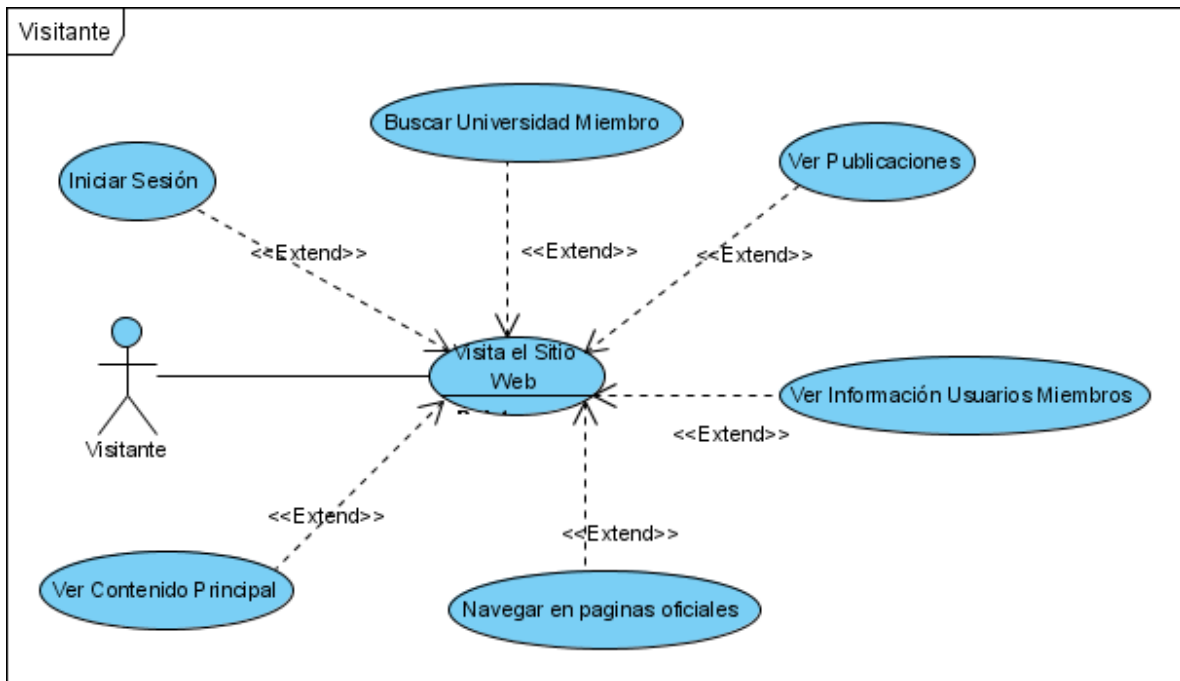 Visitante
Buscar Universidad Miembro
Ver Publicaciones
Iniciar Sesión
<<Extend>>
<<Extend>>
<<Extend>>
Visita el Sitio
Web
Ver Información Usuarios Miembros
<<Extend>>
Visitante
<<Extend>>
<<Extend>>
Ver Contenido Principal
Navegar en paginas oficiales